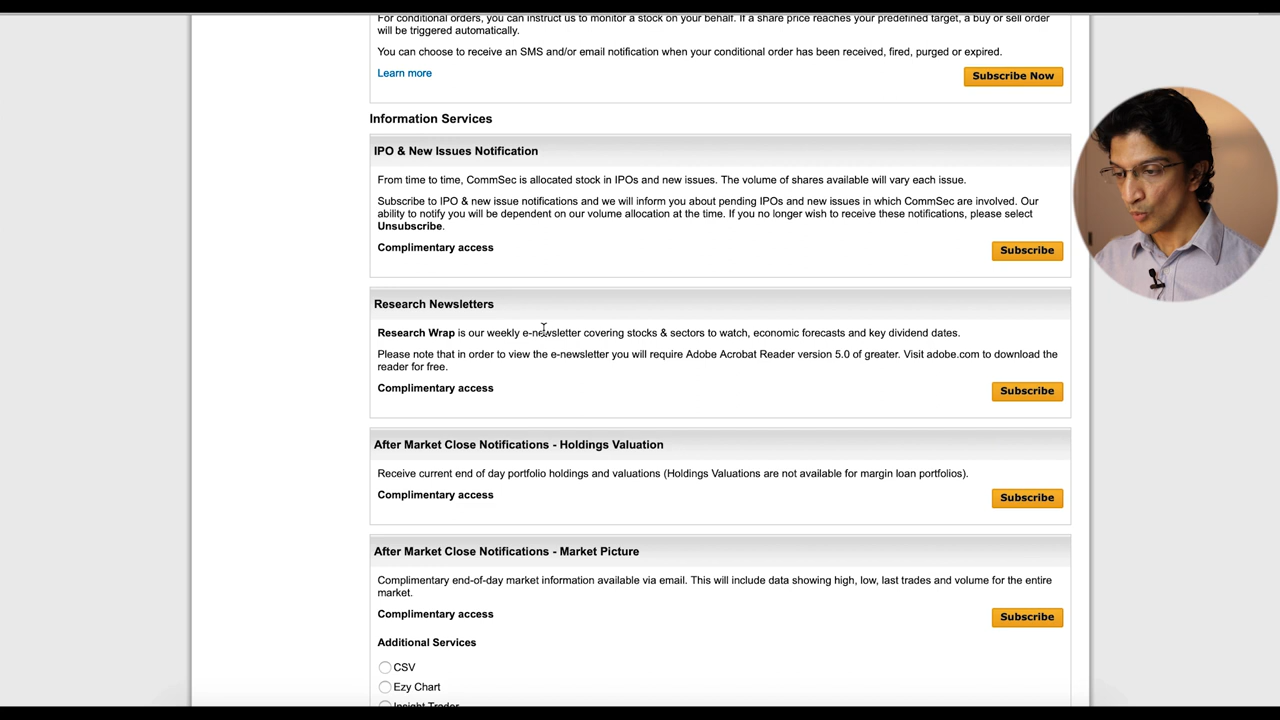 For conditional orders, you can instruct us to monitor a stock on your behalf. If a share price reaches your predefined target, a buy or sell order
will be triggered automatically.
You can choose to receive an SMS and/or email notification when your conditional order has been received, fired, purged or expired.
Learn more
Subscribe Now
Information Services
IPO & New Issues Notification
From time to time, CommSec is allocated stock in IPOs and new issues. The volume of shares available will vary each issue.
Subscribe to IPO & new issue notifications and we will inform you about pending IPOs and new issues in which CommSec are involved. Our
ability to notify you will be dependent on our volume allocation at the time. If you no longer wish to receive these notifications, please select
Unsubscribe.
Complimentary access
Subscribe
Research Newsletters
Research Wrap is our weekly e-newsletter covering stocks & sectors to watch, economic forecasts and key dividend dates.
Please note that in order to view the e-newsletter you will require Adobe Acrobat Reader version 5.0 of greater. Visit adobe.com to download the
reader for free.
Complimentary access
Subscribe
After Market Close Notifications - Holdings Valuation
Receive current end of day portfolio holdings and valuations (Holdings Valuations are not available for margin loan portfolios).
Complimentary access
Subscribe
After Market Close Notifications - Market Picture
Complimentary end-of-day market information available via email. This will include data showing high, low, last trades and volume for the entire
market.
Complimentary access
Subscribe
Additional Services
CSV
Ezy Chart
Insight Trader